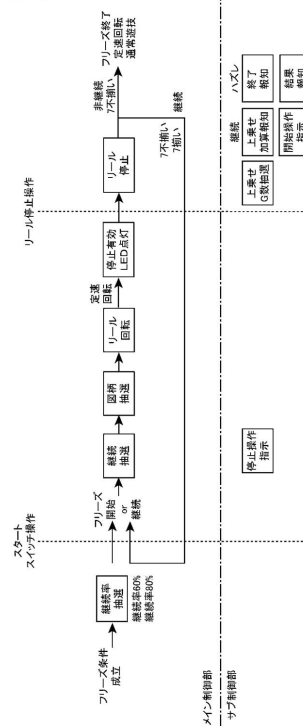 スタート
スイッチ操作
リール停止操作
フリーズ条件
成立
継続率
抽選
継続率60%
継続率80%
フリーズ
開始
or
継続
継続
抽選
図柄
抽選
リール
回転
定速
回転
停止有効
LED点灯
リール
停止
非継続
7不揃い
フリーズ終了
定速回転
通常遊技
7不揃い
7揃い
継続
メイン制御部
サブ制御部
停止操作
指示
継続
ハズレ
上乗せ
G数抽選
上乗せ
加算報知
終了
報知
開始操作
指示
結果
報知